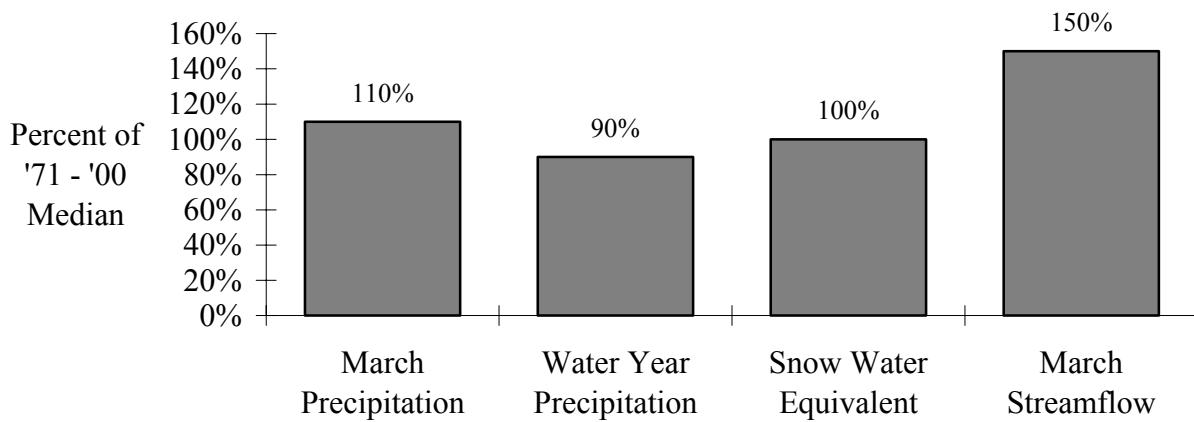 160%
140%
120%
100%
80%
60%
40%
20%
0%
Percent of
'71 - '00
Median
110%
90%
100%
150%
March
Precipitation
Water Year
Precipitation
Snow Water
Equivalent
March
Streamflow